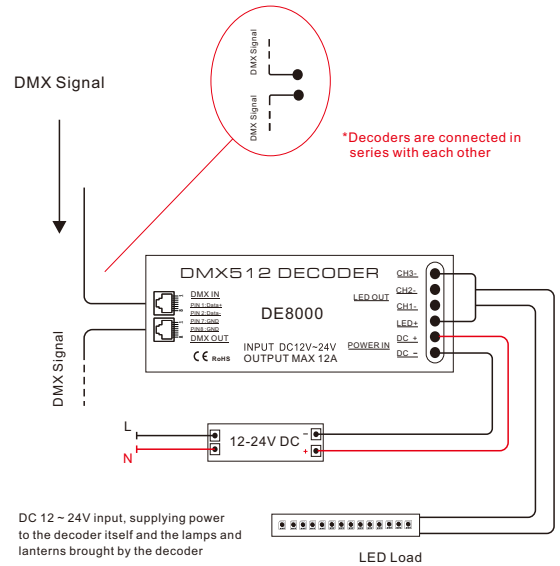 DMX Signal
DMX Signal
DMX Signal
*Decoders are connected in
series with each other
DMX512 DECODER
DE8000
DMX IN
PIN 1:Data+
PIN 2:Data-
PIN 7:GND
PIN8 :GND
DMX OUT
CE RoHS
INPUT DC12V~24V
OUTPUT MAX 12A
LED OUT
POWER IN
CH3-
CH2-
CH1-
LED+
DC +
DC -
DMX Signal
L
N
12-24V DC
-
+
DC 12 ~ 24V input, supplying power
to the decoder itself and the lamps and
lanterns brought by the decoder
LED Load